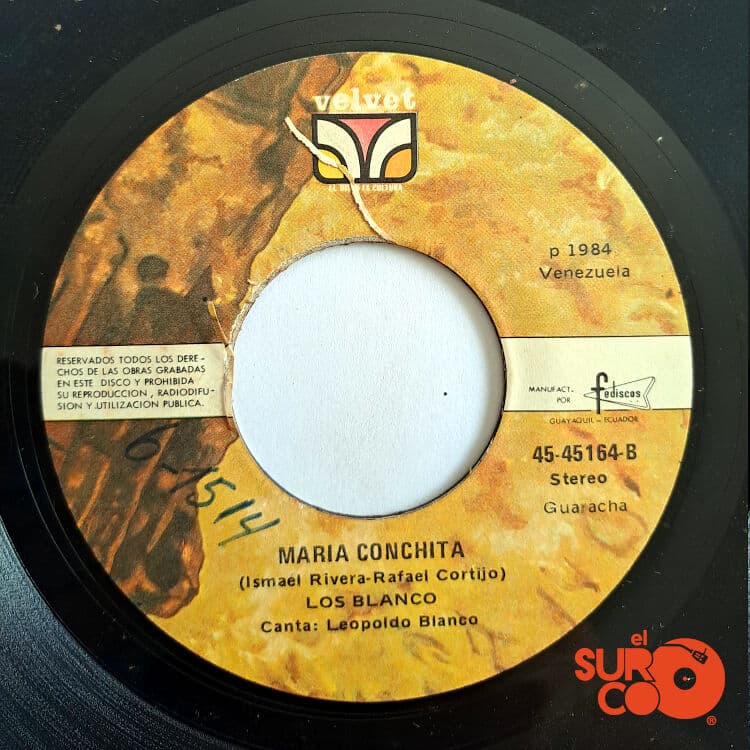 velvet
p 1984
Venezuela
RESERVADOS TODOS LOS DERE-
CHOS DE LAS OBRAS GRABADAS
EN ESTE DISCO Y PROHIBIDA
SU REPRODUCCION, RADIODIFU-
SION Y UTILIZACION PUBLICA.
MANUFACT.
POR
fediscos
GUAYAQUIL - ECUADOR
45-45164-B
Stereo
Guaracha
6-1514
MARIA CONCHITA
(Ismael Rivera-Rafael Cortijo)
LOS BLANCO
Canta: Leopoldo Blanco
el
SUR
CO
®